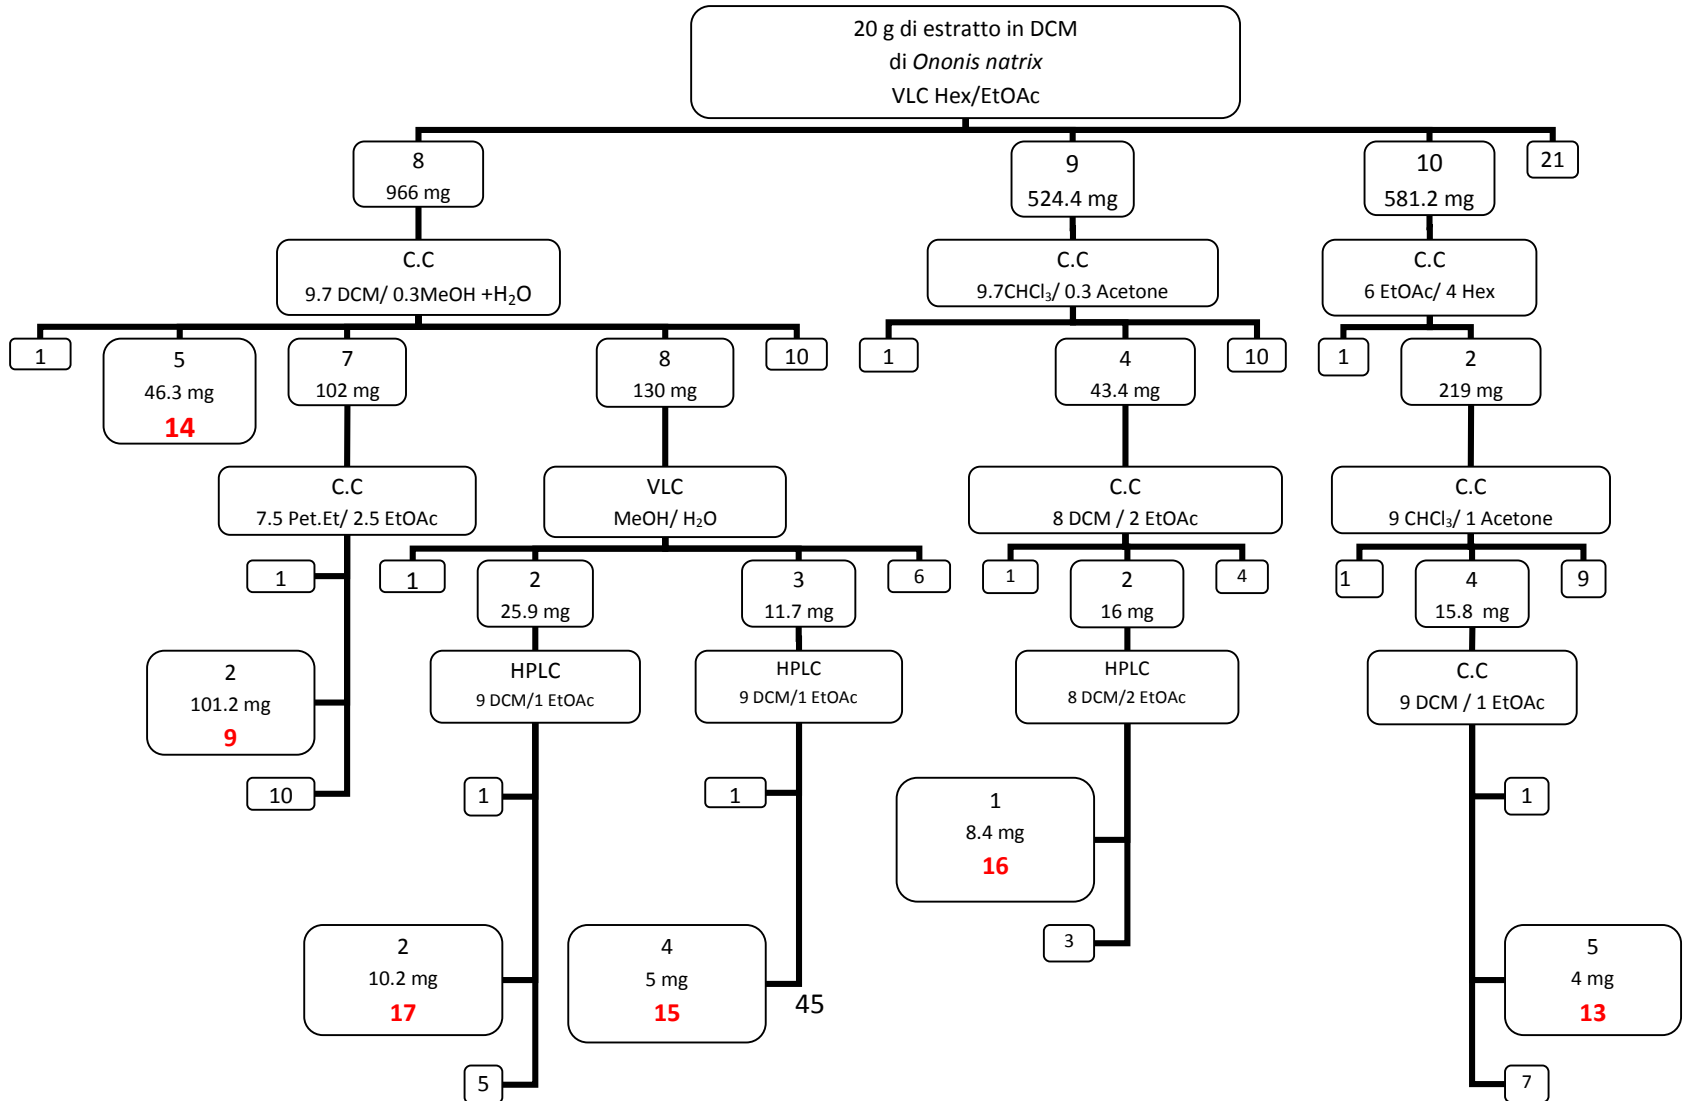 20 g di estratto in DCM
di Ononis natrix
VLC Hex/EtOAc
8
966 mg
9
524.4 mg
10
581.2 mg
21
C.C
9.7 DCM/ 0.3MeOH +H₂O
C.C
9.7CHCl₃/ 0.3 Acetone
C.C
6 EtOAc/ 4 Hex
1
5
46.3 mg
14
7
102 mg
8
130 mg
10
1
4
43.4 mg
10
1
2
219 mg
C.C
7.5 Pet.Et/ 2.5 EtOAc
VLC
MeOH/ H₂O
C.C
8 DCM / 2 EtOAc
C.C
9 CHCl₃/ 1 Acetone
1
1
2
25.9 mg
3
11.7 mg
6
1
2
16 mg
4
1
4
15.8 mg
9
2
101.2 mg
9
HPLC
9 DCM/1 EtOAc
HPLC
9 DCM/1 EtOAc
HPLC
8 DCM/2 EtOAc
C.C
9 DCM / 1 EtOAc
10
1
1
1
8.4 mg
16
1
2
10.2 mg
17
4
5 mg
15
45
3
5
4 mg
13
5
7